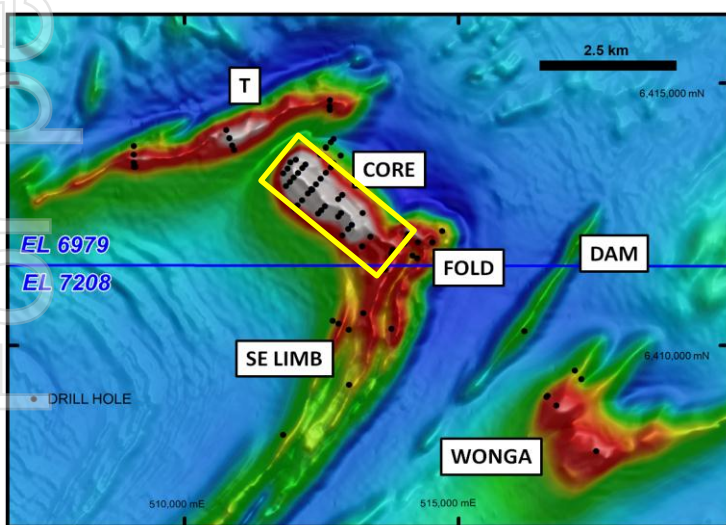 2.5 km
T
6,415,000 mN
CORE
EL 6979
EL 7208
DAM
FOLD
SE LIMB
6,410,000 mN
DRILL HOLE
WONGA
510,000 mE
515,000 mE